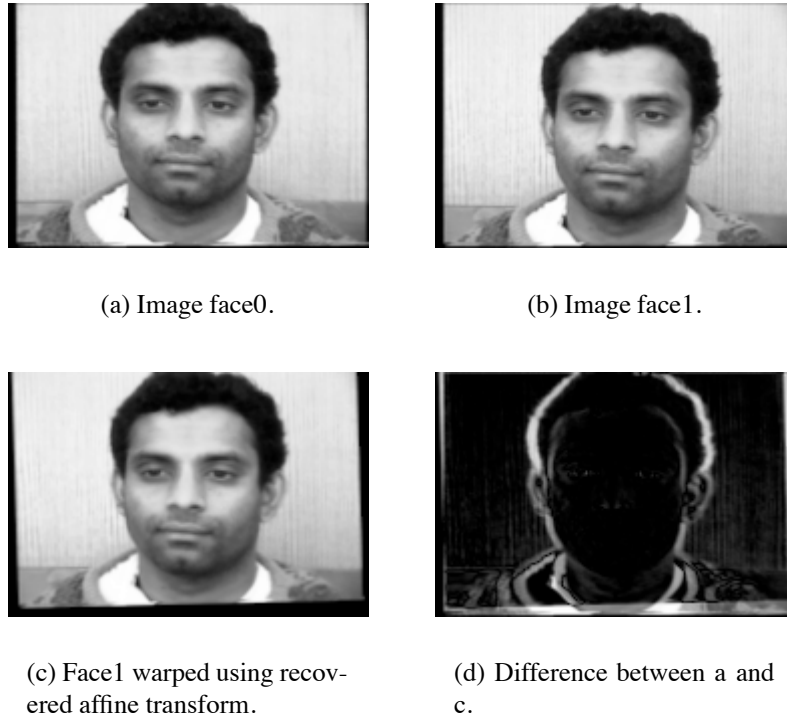 (a) Image face0.
(b) Image face1.
(c) Face1 warped using recov-
ered affine transform.
(d) Difference between a and
c.